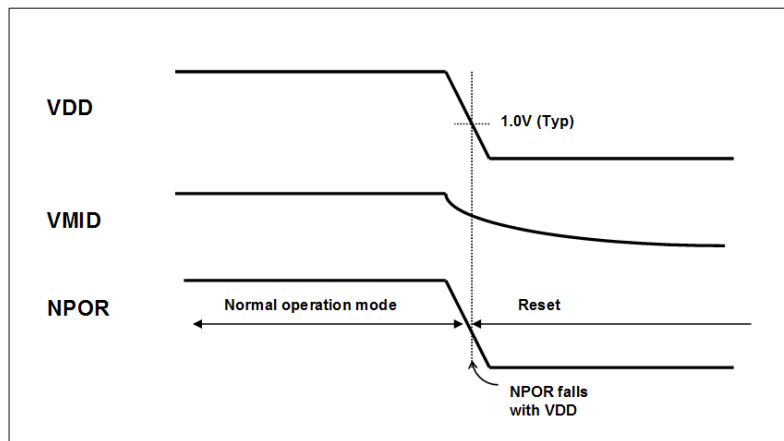 VDD
1.0V (Typ)
VMID
NPOR
Normal operation mode
Reset
NPOR falls
with VDD